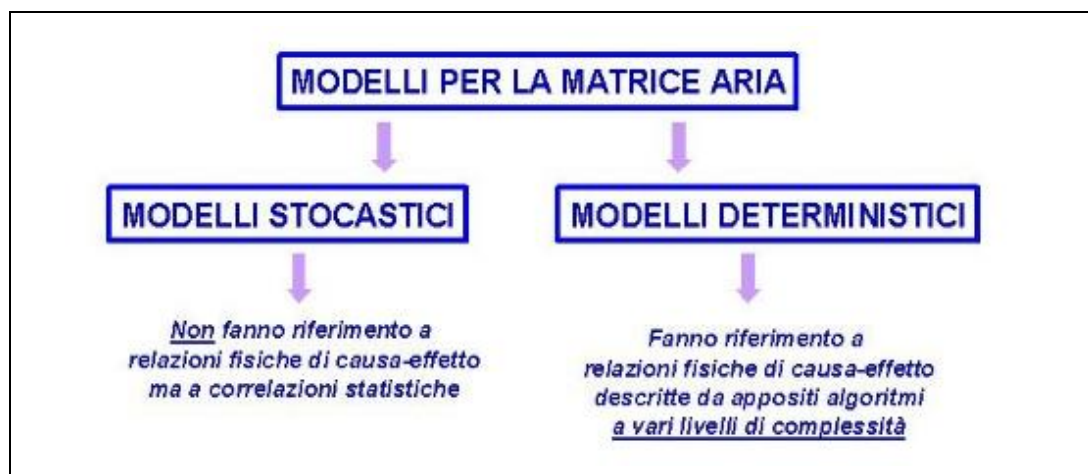 MODELLI PER LA MATRICE ARIA
MODELLI STOCASTICI
MODELLI DETERMINISTICI
Non fanno riferimento a
relazioni fisiche di causa-effetto
ma a correlazioni statistiche
Fanno riferimento a
relazioni fisiche di causa-effetto
descritte da appositi algoritmi
a vari livelli di complessità